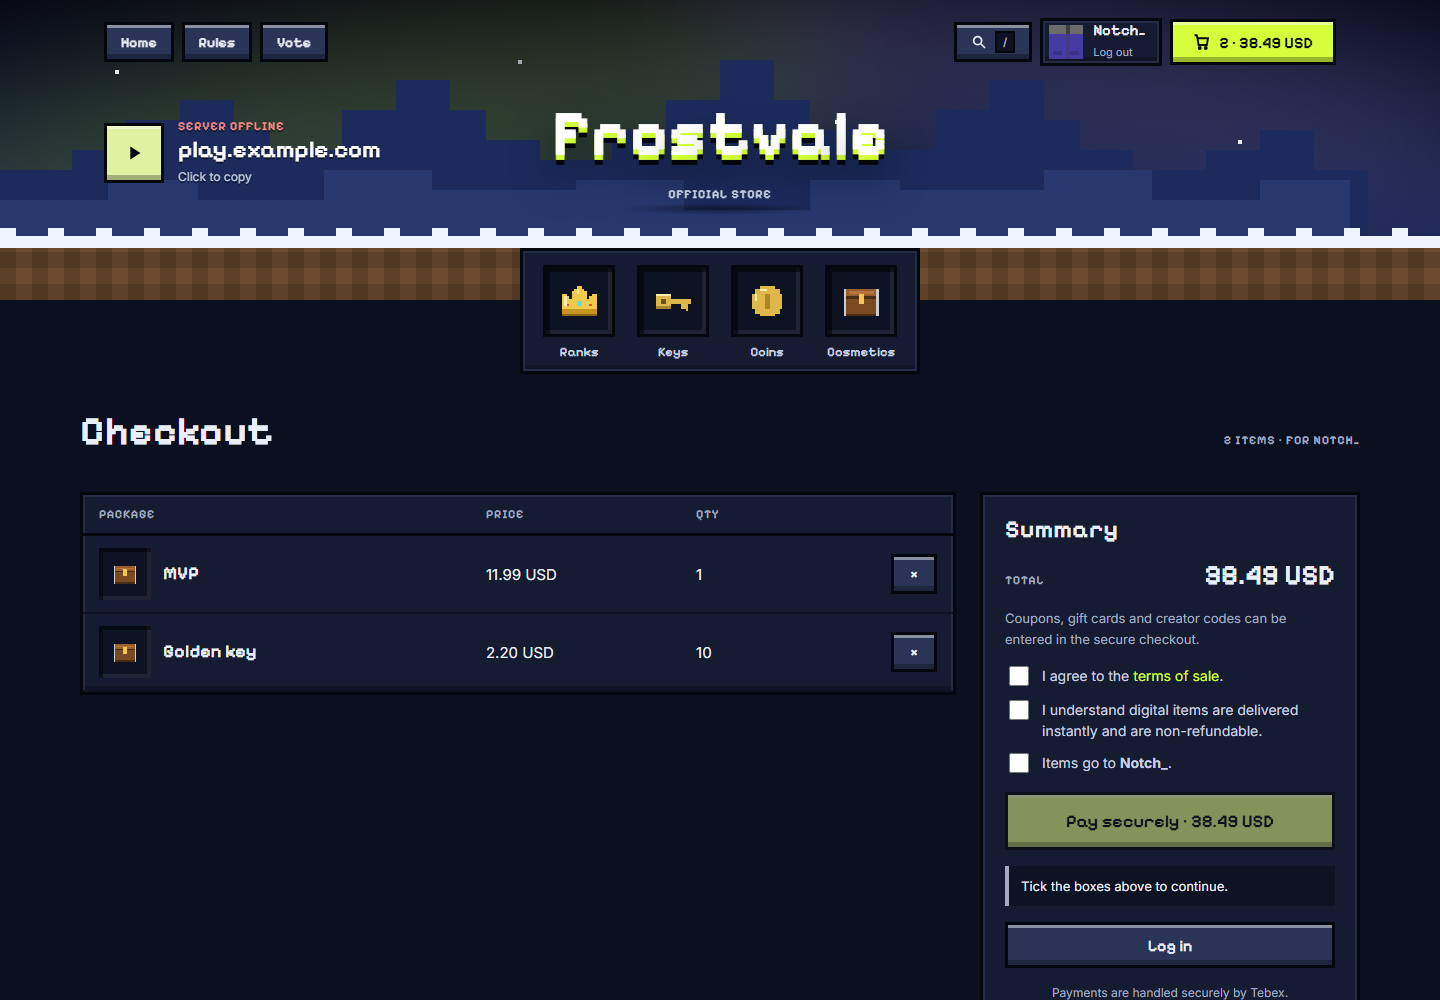 Home
Rules
Vote
/
Notch_
Log out
2 · 38.49 USD
SERVER OFFLINE
play.example.com
Click to copy
Frostvale
OFFICIAL STORE
Ranks
Keys
Coins
Cosmetics
Checkout
2 ITEMS · FOR NOTCH_
PACKAGE
PRICE
QTY
MVP
11.99 USD
1
×
Golden key
2.20 USD
10
×
Summary
TOTAL
38.49 USD
Coupons, gift cards and creator codes can be
entered in the secure checkout.
I agree to the terms of sale.
I understand digital items are delivered
instantly and are non-refundable.
Items go to Notch_.
Pay securely · 38.49 USD
Tick the boxes above to continue.
Log in
Payments are handled securely by Tebex.